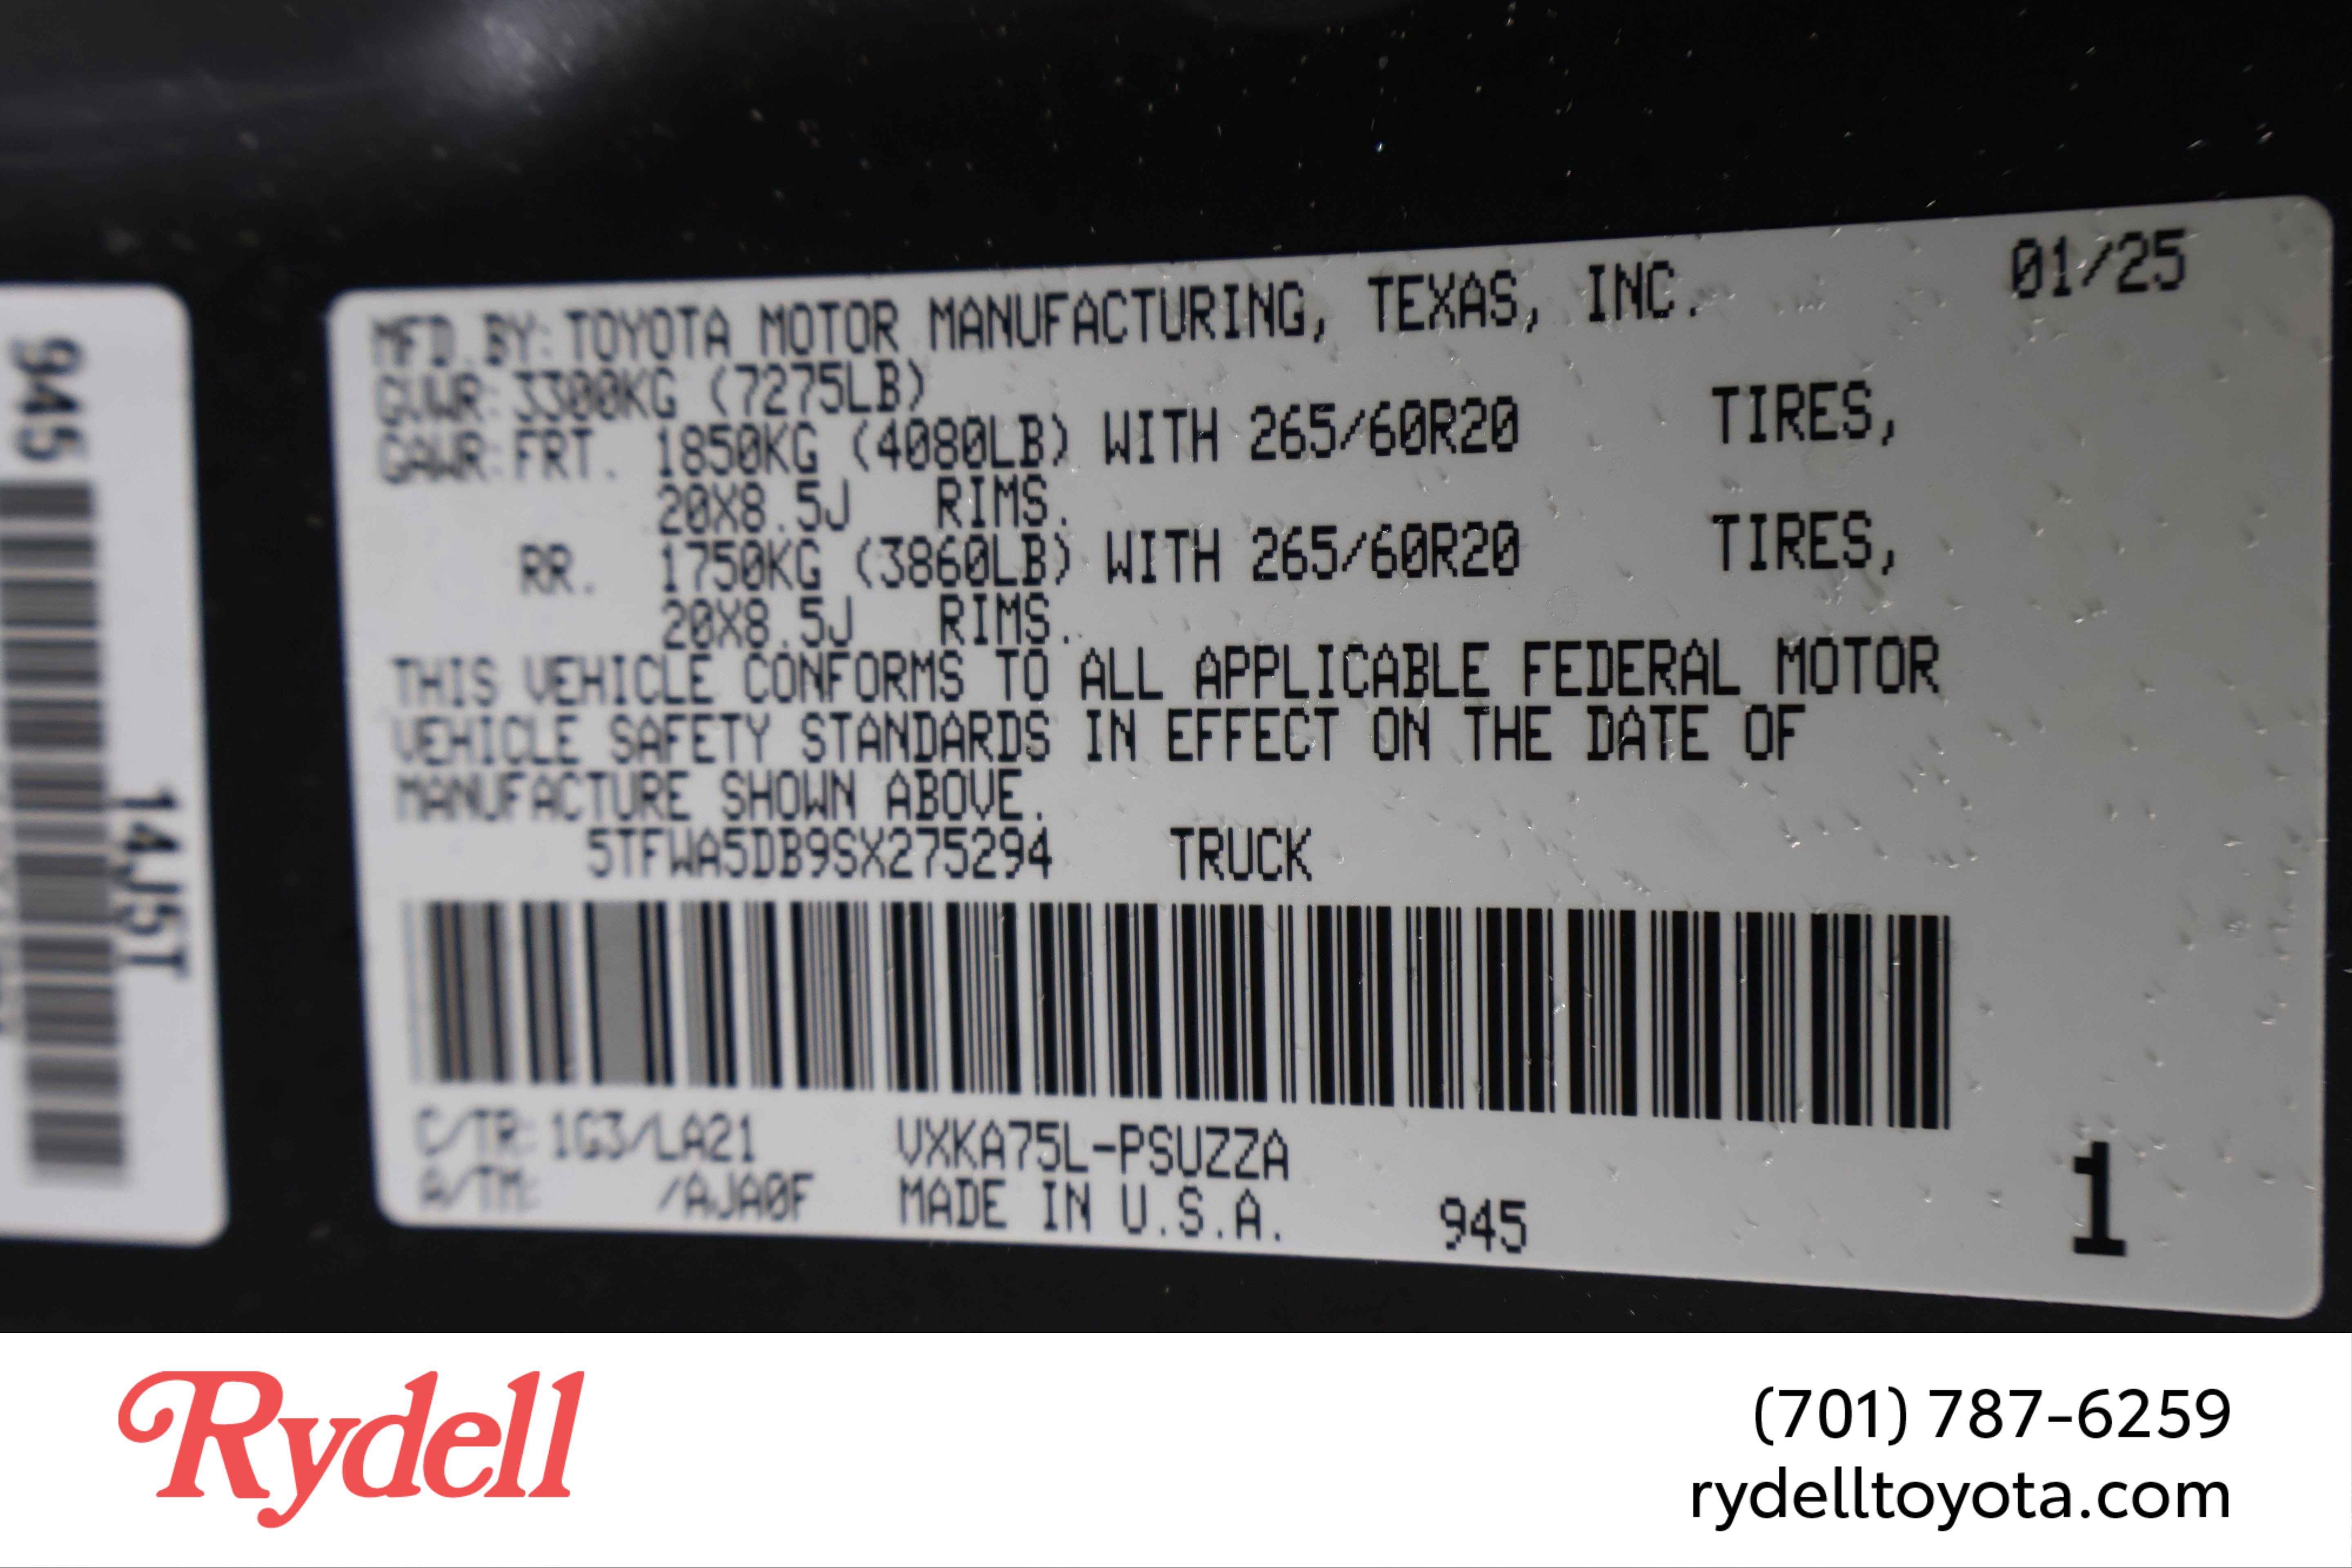 945
14J5T
MFD. BY: TOYOTA MOTOR MANUFACTURING, TEXAS, INC. 01/25
GVWR: 3300KG (7275LB)
GAWR: FRT. 1850KG (4080LB) WITH 265/60R20 TIRES,
20X8.5J RIMS.
RR. 1750KG (3860LB) WITH 265/60R20 TIRES,
20X8.5J RIMS.
THIS VEHICLE CONFORMS TO ALL APPLICABLE FEDERAL MOTOR
VEHICLE SAFETY STANDARDS IN EFFECT ON THE DATE OF
MANUFACTURE SHOWN ABOVE.
5TFWA5DB9SX275294 TRUCK
C/TR: 1G3/LA21 VXKA75L-PSUZZA
A/TM: /AJA0F MADE IN U.S.A. 945 1
Rydell
(701) 787-6259
rydelltoyota.com